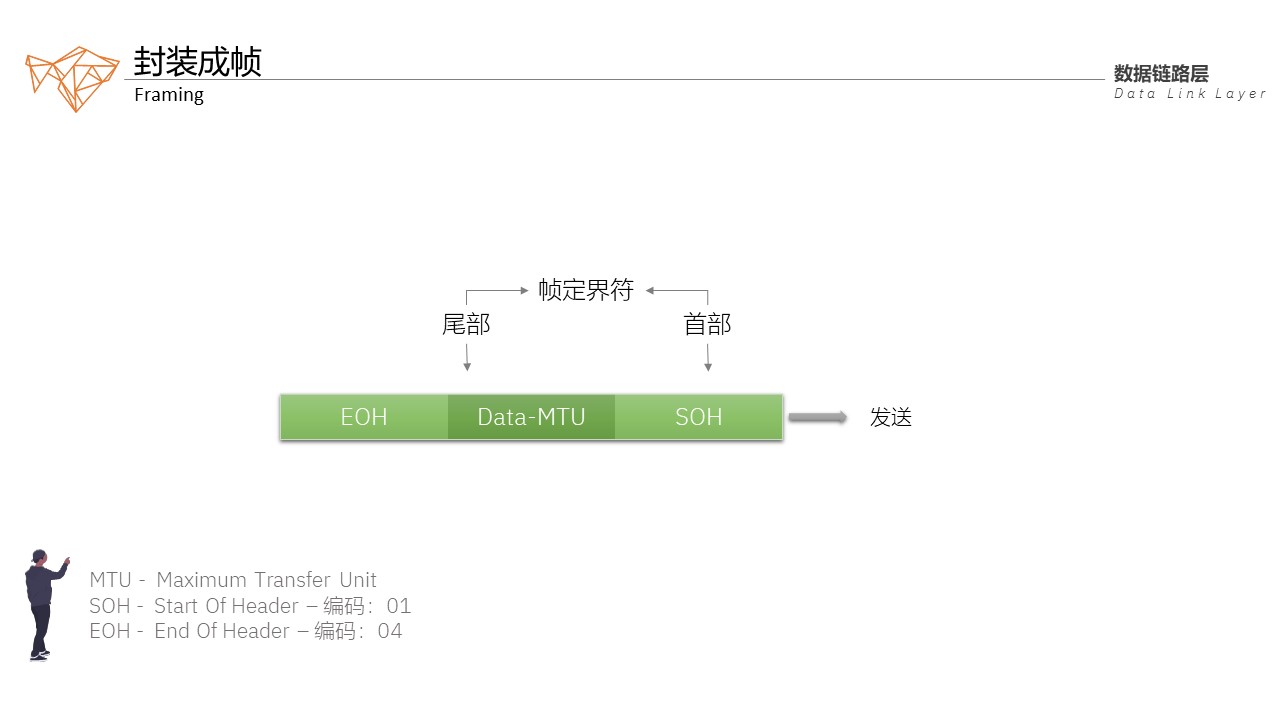 封装成帧
Framing
数据链路层
Data Link Layer
帧定界符
尾部
首部
EOH
Data-MTU
SOH
发送
MTU - Maximum Transfer Unit
SOH - Start Of Header – 编码：01
EOH - End Of Header – 编码：04